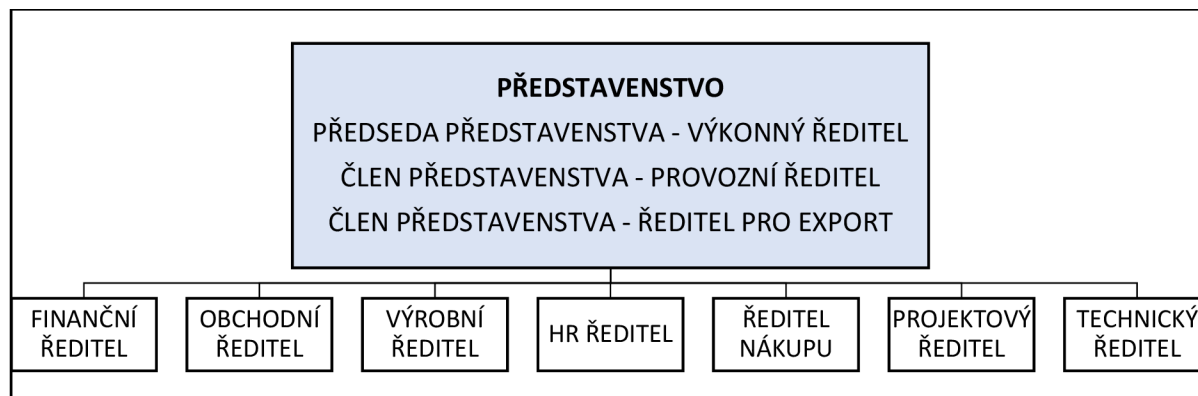 PŘEDSTAVENSTVO
PŘEDSEDA PŘEDSTAVENSTVA - VÝKONNÝ ŘEDITEL
ČLEN PŘEDSTAVENSTVA - PROVOZNÍ ŘEDITEL
ČLEN PŘEDSTAVENSTVA - ŘEDITEL PRO EXPORT
FINANČNÍ
ŘEDITEL
OBCHODNÍ
ŘEDITEL
VÝROBNÍ
ŘEDITEL
HR ŘEDITEL
ŘEDITEL
NÁKUPU
PROJEKTOVÝ
ŘEDITEL
TECHNICKÝ
ŘEDITEL